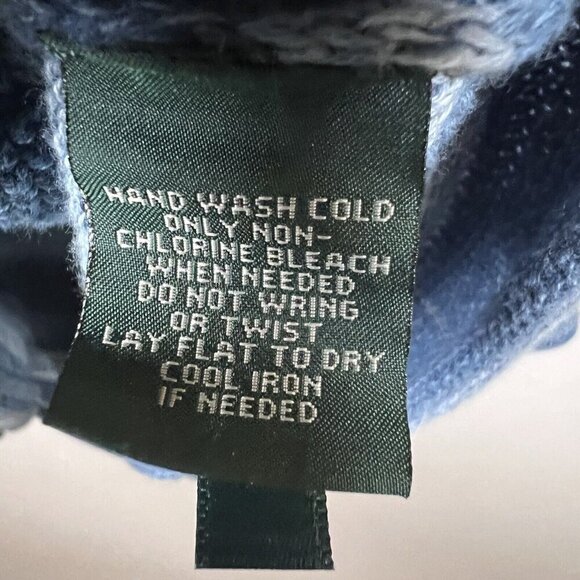 HAND WASH COLD
ONLY NON-
CHLORINE BLEACH
WHEN NEEDED
DO NOT WRING
OR TWIST
LAY FLAT TO DRY
COOL IRON
IF NEEDED